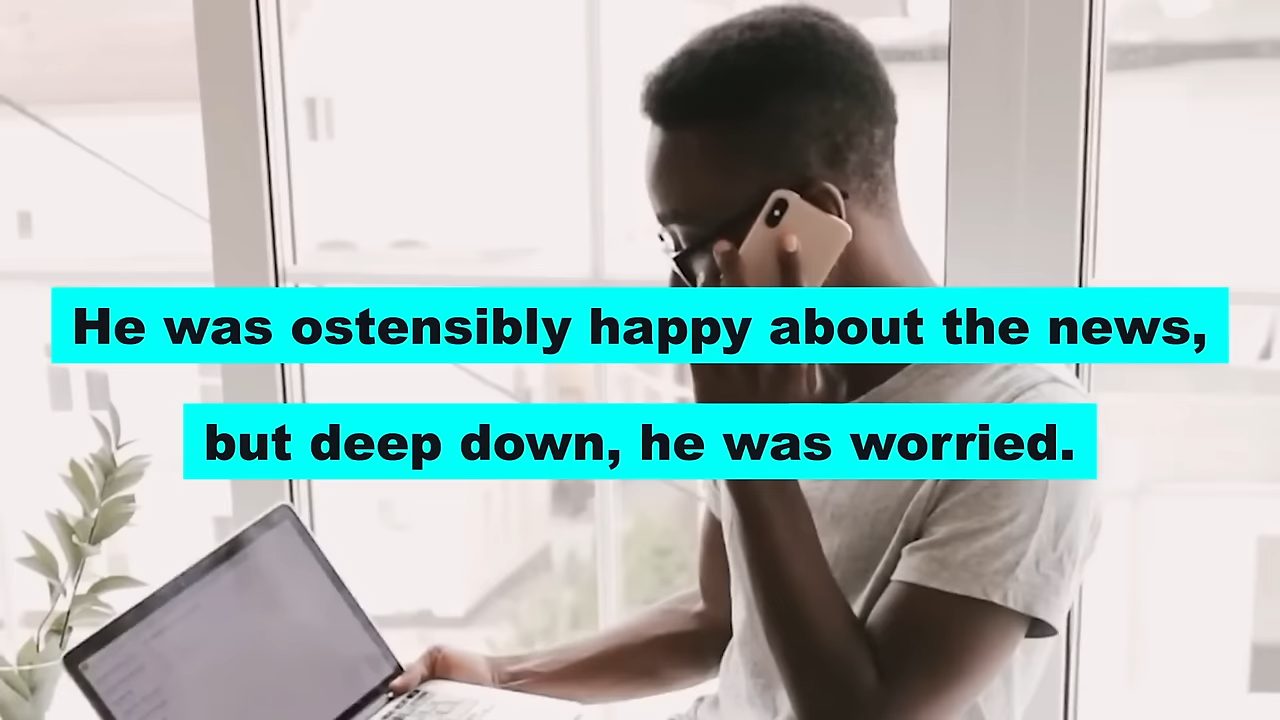 He was ostensibly happy about the news,
but deep down, he was worried.